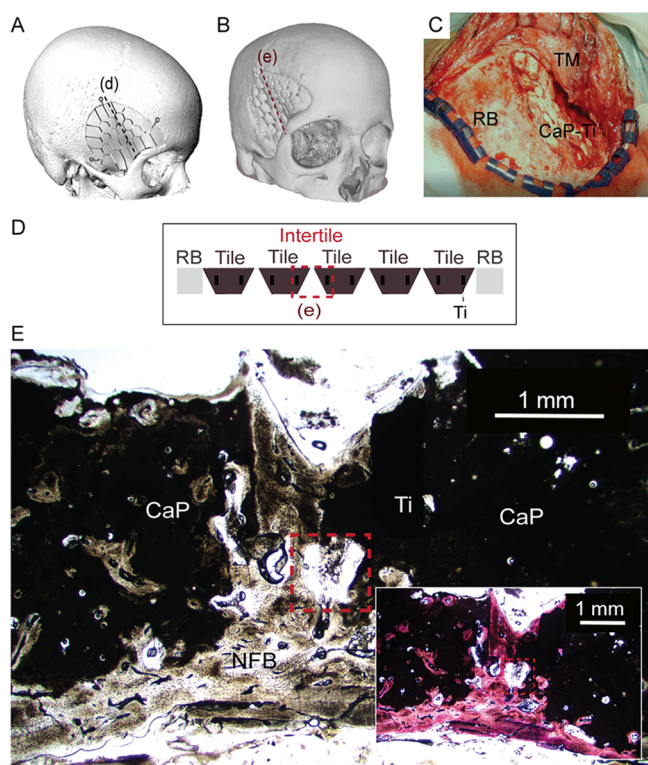 A
(d)
B
(e)
C
TM
RB
CaP-Ti
D
Intertile
RB Tile Tile Tile Tile Tile RB
(e)
Ti
E
1 mm
CaP
Ti
CaP
NFB
1 mm